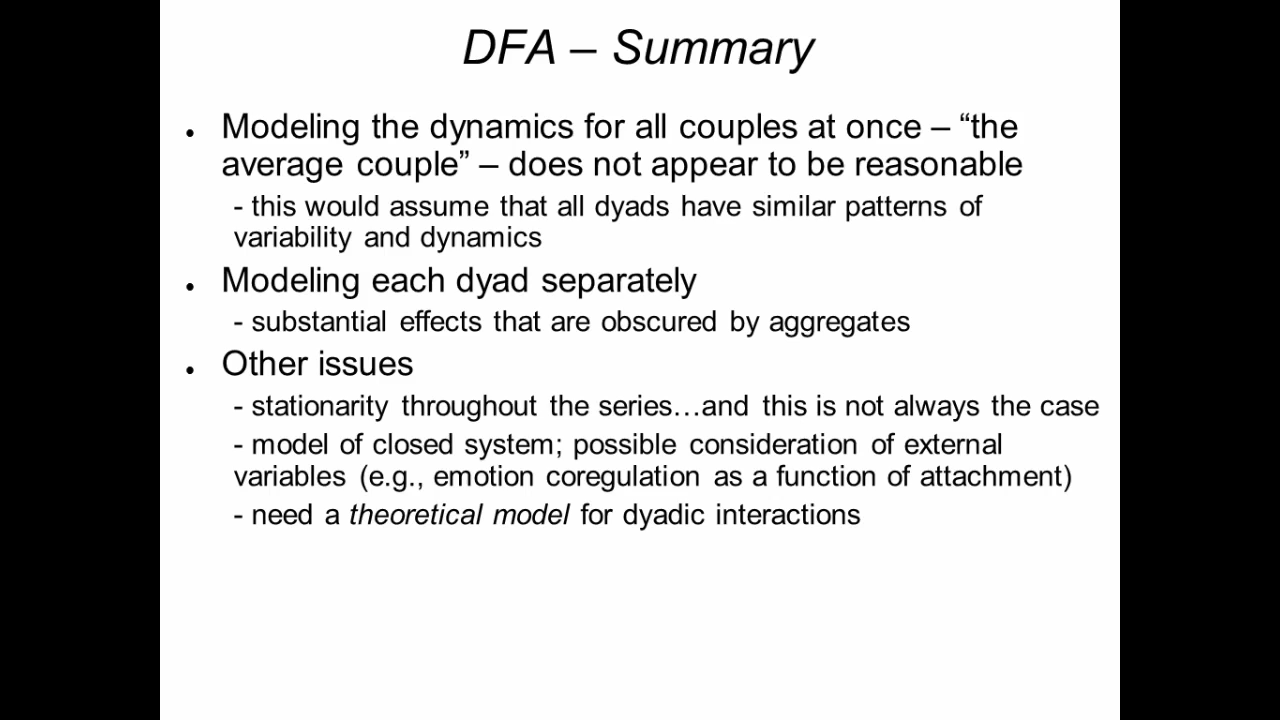 DFA – Summary
● Modeling the dynamics for all couples at once – “the
average couple” – does not appear to be reasonable
- this would assume that all dyads have similar patterns of
variability and dynamics
● Modeling each dyad separately
- substantial effects that are obscured by aggregates
● Other issues
- stationarity throughout the series…and this is not always the case
- model of closed system; possible consideration of external
variables (e.g., emotion coregulation as a function of attachment)
- need a theoretical model for dyadic interactions